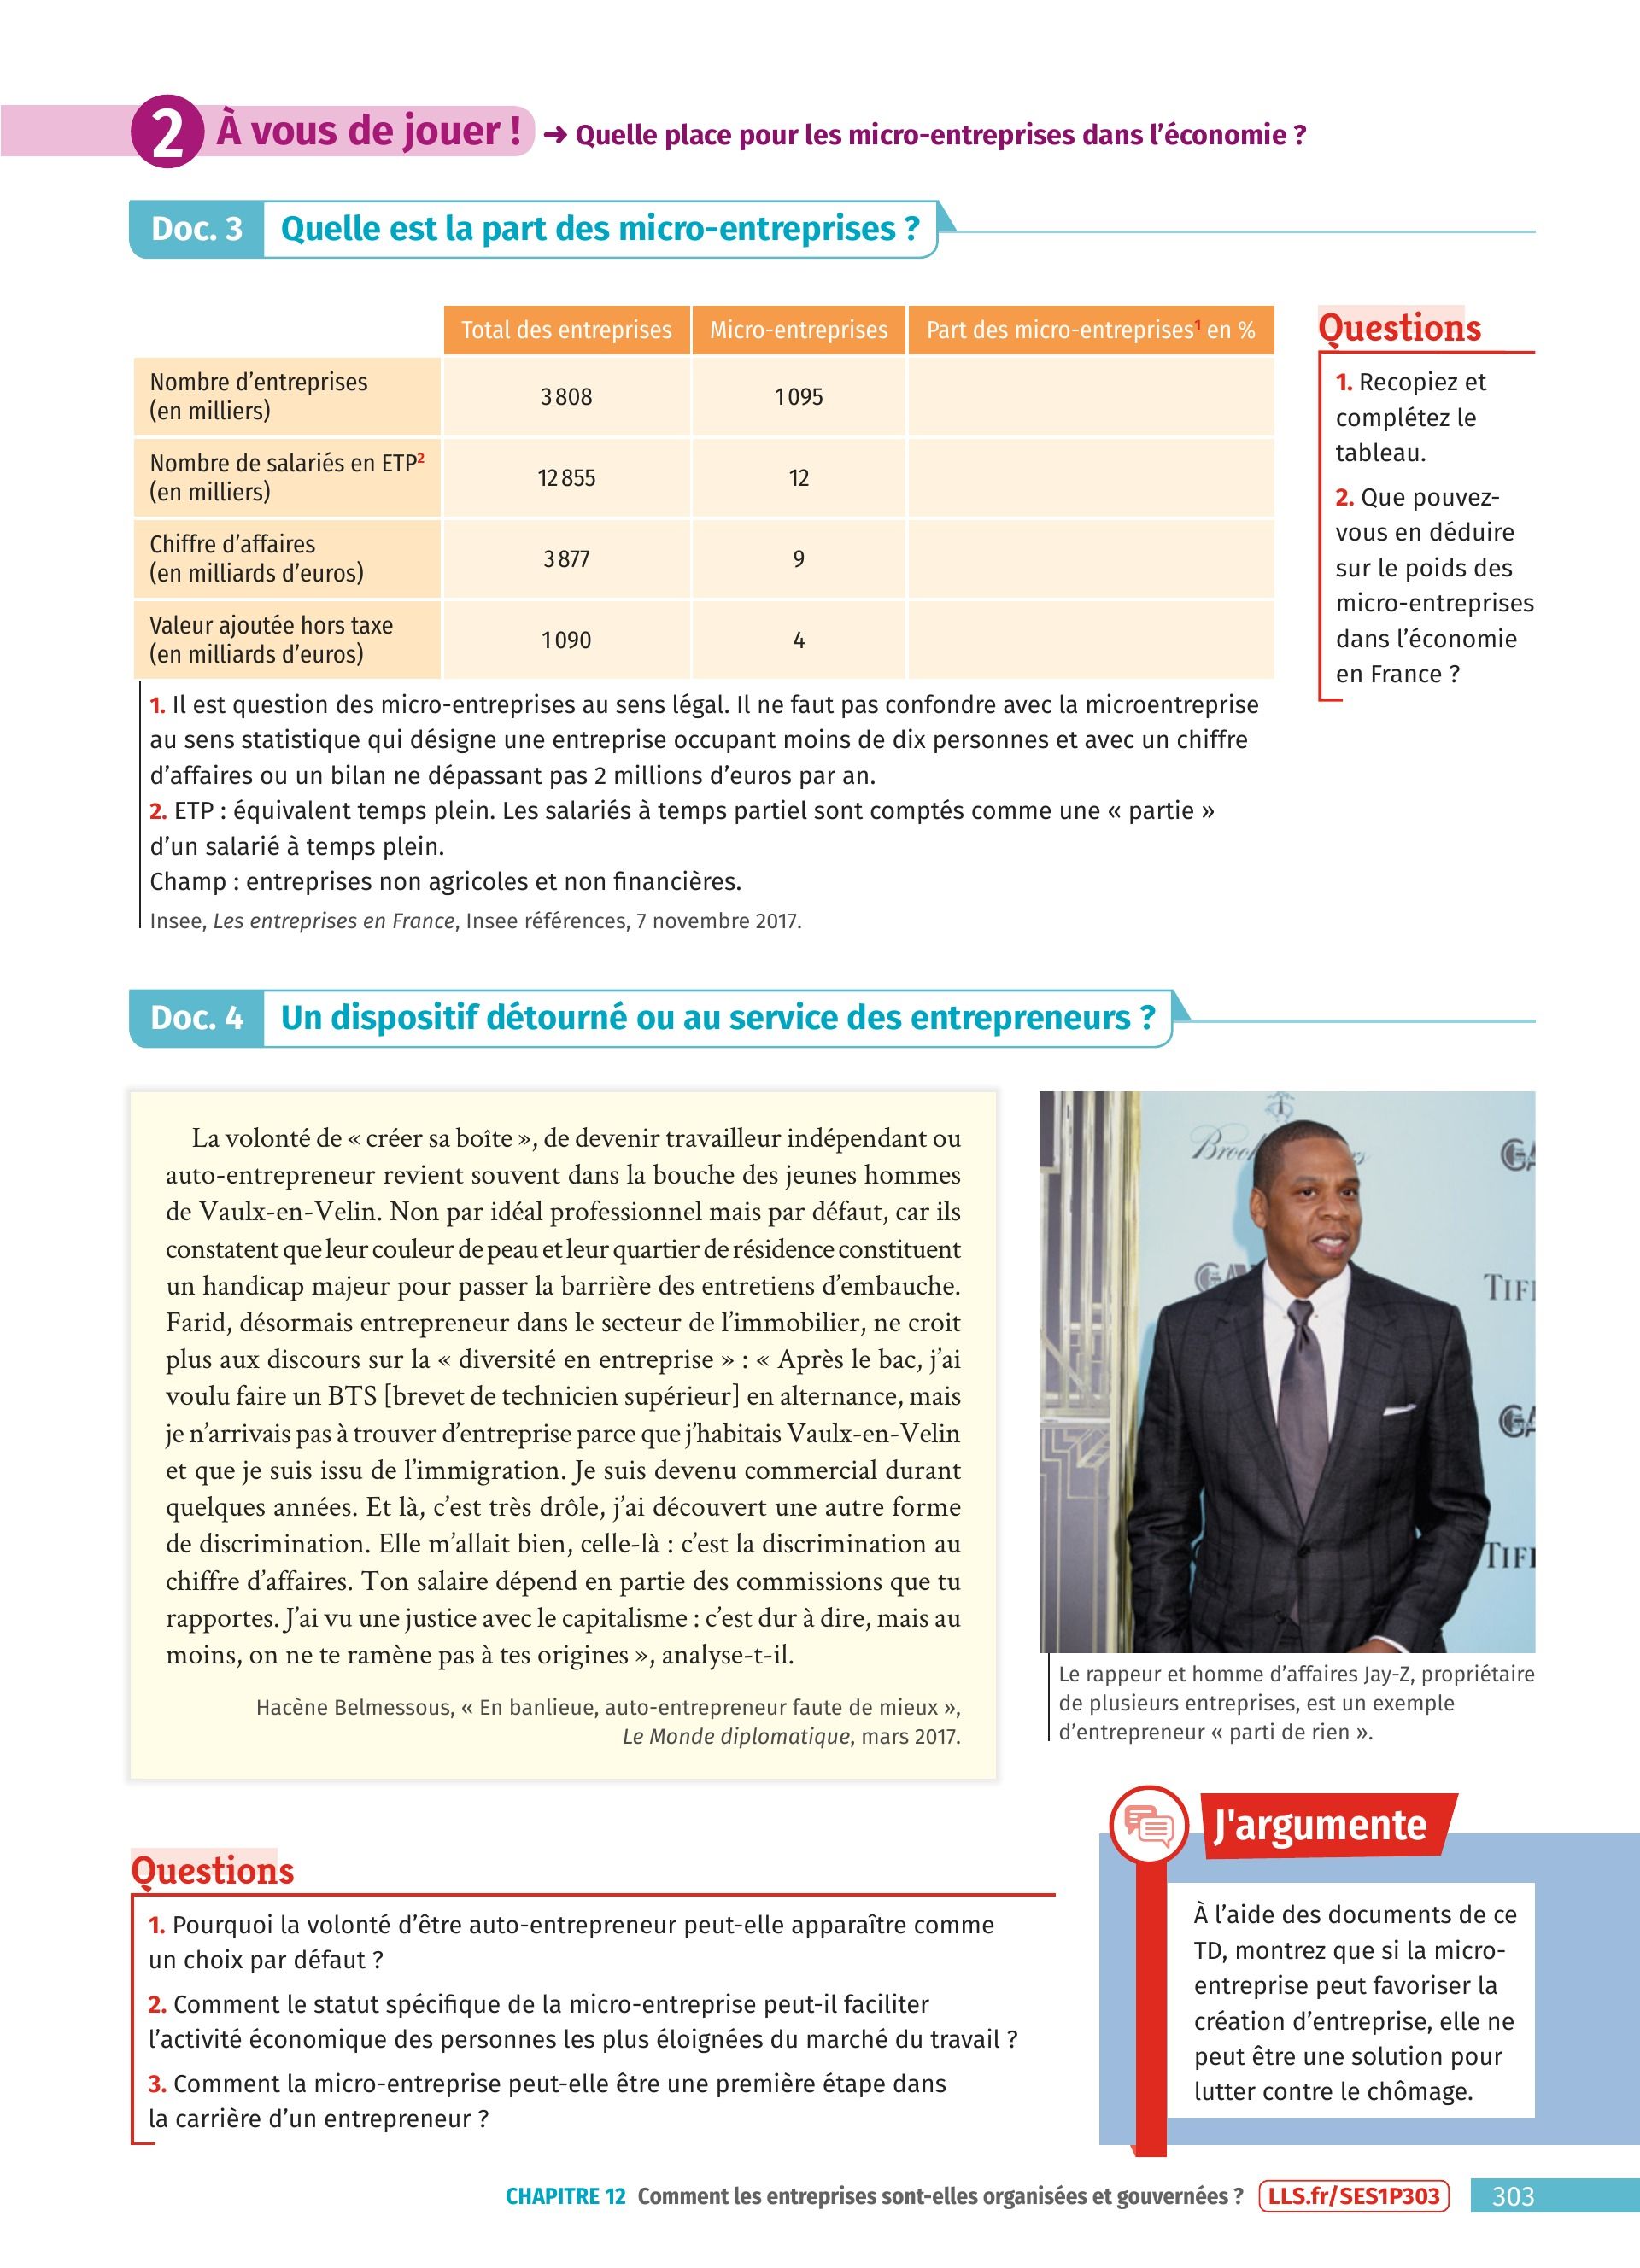 2 À vous de jouer ! → Quelle place pour les micro-entreprises dans l’économie ?
Doc. 3 Quelle est la part des micro-entreprises ?
Total des entreprises Micro-entreprises Part des micro-entreprises¹ en %
Nombre d’entreprises
(en milliers) 3 808 1 095
Nombre de salariés en ETP²
(en milliers) 12 855 12
Chiffre d’affaires
(en milliards d’euros) 3 877 9
Valeur ajoutée hors taxe
(en milliards d’euros) 1 090 4
1. Il est question des micro-entreprises au sens légal. Il ne faut pas confondre avec la microentreprise
au sens statistique qui désigne une entreprise occupant moins de dix personnes et avec un chiffre
d’affaires ou un bilan ne dépassant pas 2 millions d’euros par an.
2. ETP : équivalent temps plein. Les salariés à temps partiel sont comptés comme une « partie »
d’un salarié à temps plein.
Champ : entreprises non agricoles et non financières.
Insee, Les entreprises en France, Insee références, 7 novembre 2017.
Questions
1. Recopiez et
complétez le
tableau.
2. Que pouvez-
vous en déduire
sur le poids des
micro-entreprises
dans l’économie
en France ?
Doc. 4 Un dispositif détourné ou au service des entrepreneurs ?
La volonté de « créer sa boîte », de devenir travailleur indépendant ou
auto-entrepreneur revient souvent dans la bouche des jeunes hommes
de Vaulx-en-Velin. Non par idéal professionnel mais par défaut, car ils
constatent que leur couleur de peau et leur quartier de résidence constituent
un handicap majeur pour passer la barrière des entretiens d’embauche.
Farid, désormais entrepreneur dans le secteur de l’immobilier, ne croit
plus aux discours sur la « diversité en entreprise » : « Après le bac, j’ai
voulu faire un BTS [brevet de technicien supérieur] en alternance, mais
je n’arrivais pas à trouver d’entreprise parce que j’habitais Vaulx-en-Velin
et que je suis issu de l’immigration. Je suis devenu commercial durant
quelques années. Et là, c’est très drôle, j’ai découvert une autre forme
de discrimination. Elle m’allait bien, celle-là : c’est la discrimination au
chiffre d’affaires. Ton salaire dépend en partie des commissions que tu
rapportes. J’ai vu une justice avec le capitalisme : c’est dur à dire, mais au
moins, on ne te ramène pas à tes origines », analyse-t-il.
Hacène Belmessous, « En banlieue, auto-entrepreneur faute de mieux »,
Le Monde diplomatique, mars 2017.
TIF
TIF
Le rappeur et homme d’affaires Jay-Z, propriétaire
de plusieurs entreprises, est un exemple
d’entrepreneur « parti de rien ».
Questions
1. Pourquoi la volonté d’être auto-entrepreneur peut-elle apparaître comme
un choix par défaut ?
2. Comment le statut spécifique de la micro-entreprise peut-il faciliter
l’activité économique des personnes les plus éloignées du marché du travail ?
3. Comment la micro-entreprise peut-elle être une première étape dans
la carrière d’un entrepreneur ?
J'argumente
À l’aide des documents de ce
TD, montrez que si la micro-
entreprise peut favoriser la
création d’entreprise, elle ne
peut être une solution pour
lutter contre le chômage.
CHAPITRE 12 Comment les entreprises sont-elles organisées et gouvernées ? LLS.fr/SES1P303 303